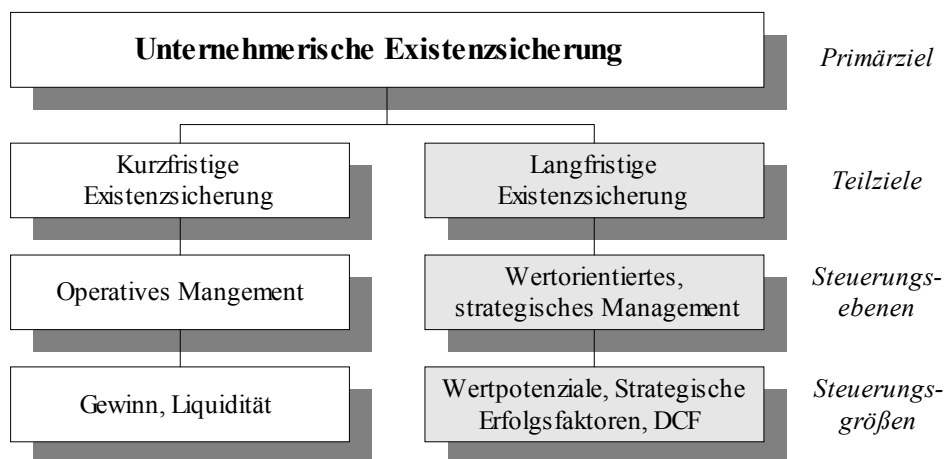 Unternehmerische Existenzsicherung
Primärziel
Kurzfristige
Existenzsicherung
Langfristige
Existenzsicherung
Teilziele
Operatives Mangement
Wertorientiertes,
strategisches Management
Steuerungs-
ebenen
Gewinn, Liquidität
Wertpotenziale, Strategische
Erfolgsfaktoren, DCF
Steuerungs-
größen